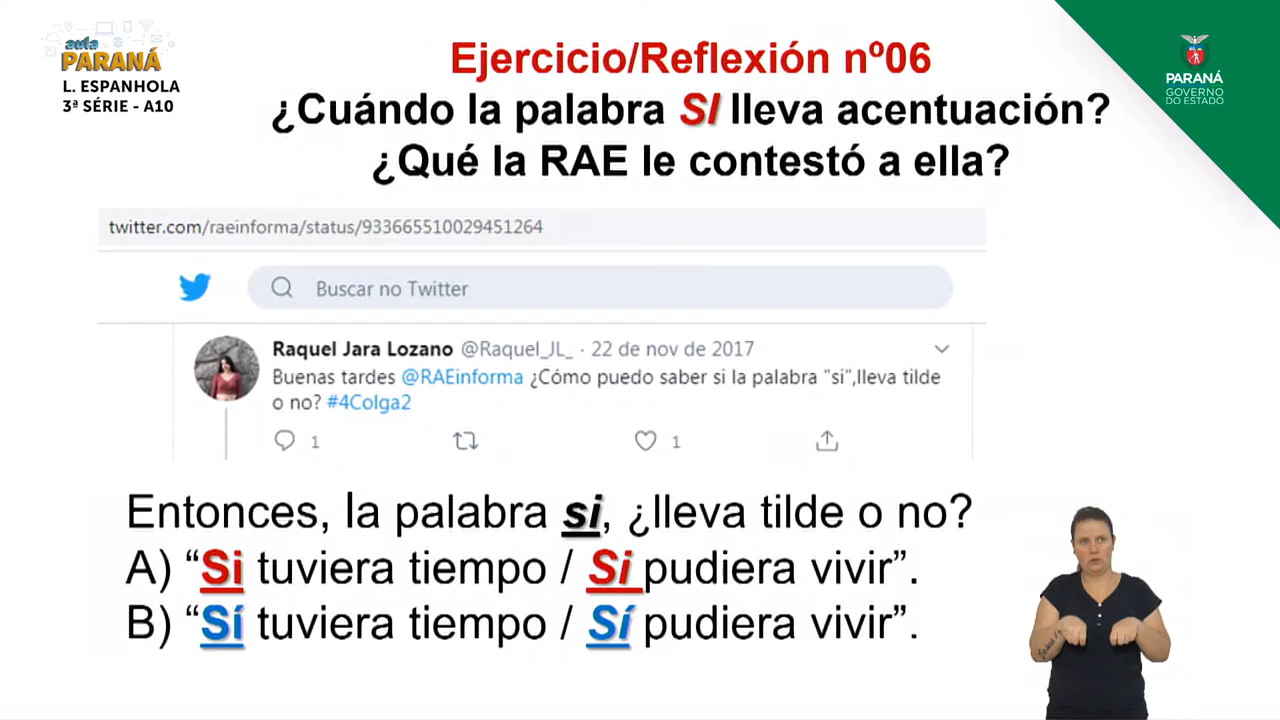 aula
PARANÁ
L. ESPANHOLA
3ª SÉRIE - A10
Ejercicio/Reflexión nº06
¿Cuándo la palabra SI lleva acentuación?
¿Qué la RAE le contestó a ella?
PARANÁ
GOVERNO
DO ESTADO
twitter.com/raeinforma/status/933665510029451264
Buscar no Twitter
Raquel Jara Lozano @Raquel_JL_ · 22 de nov de 2017
Buenas tardes @RAEinforma ¿Cómo puedo saber si la palabra "si",lleva tilde
o no? #4Colga2
1 1
Entonces, la palabra si, ¿lleva tilde o no?
A) “Si tuviera tiempo / Si pudiera vivir”.
B) “Sí tuviera tiempo / Sí pudiera vivir”.